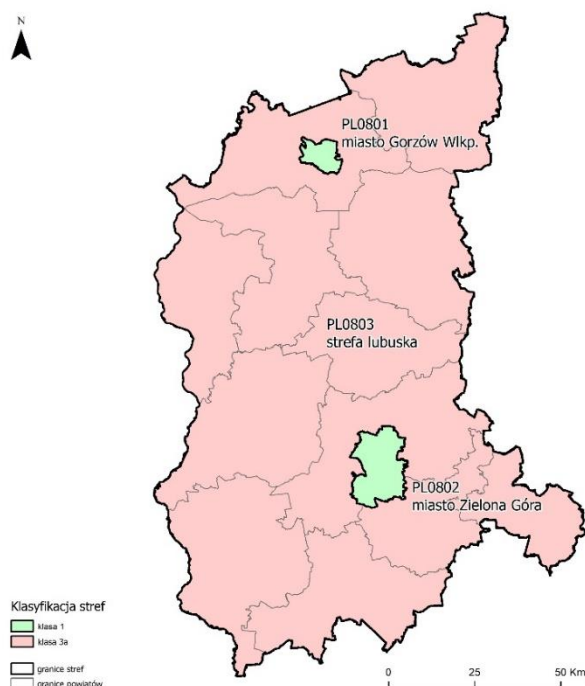 N
PL0801
miasto Gorzów Wlkp.
PL0803
strefa lubuska
PL0802
miasto Zielona Góra
Klasyfikacja stref
klasa 1
klasa 3a
granice stref
granice powiatów
0 25 50 Km